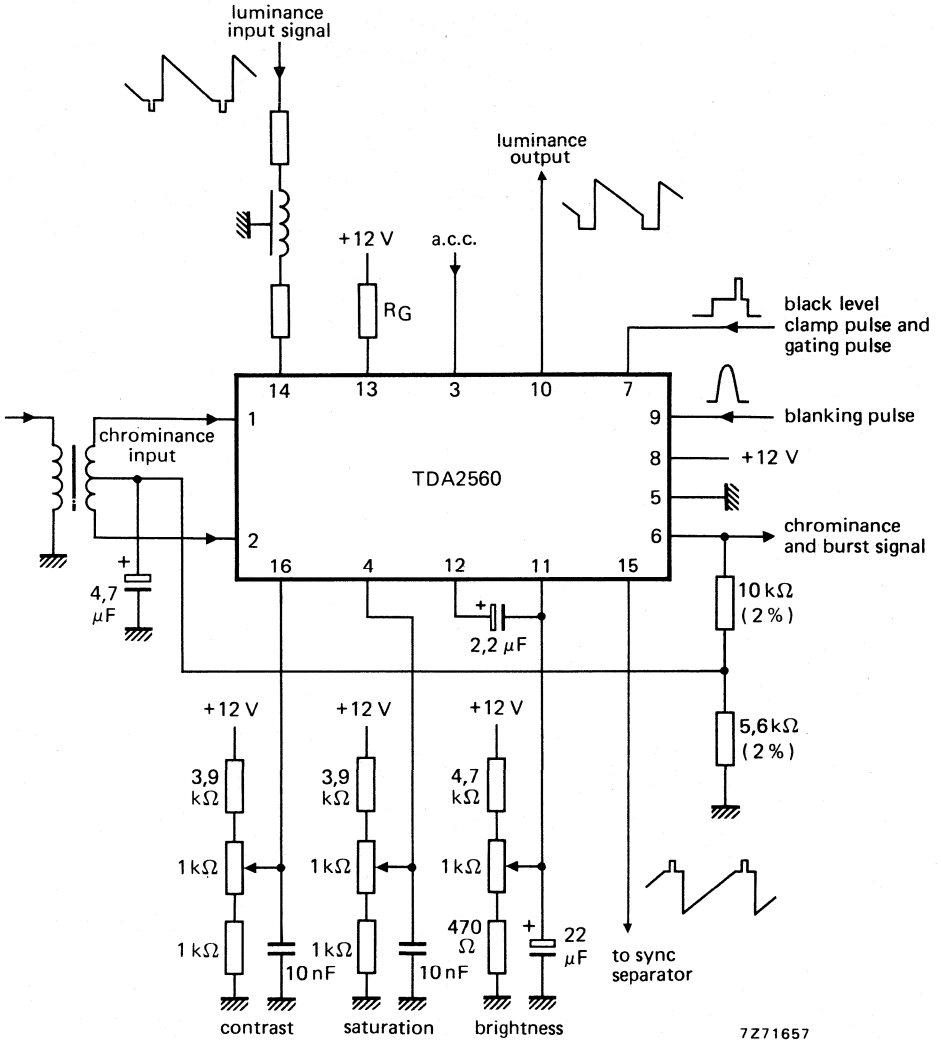 luminance
input signal
luminance
output
+12 V
a.c.c.
RG
black level
clamp pulse and
gating pulse
14
13
3
10
7
1
9
blanking pulse
chrominance
input
8
+12 V
TDA2560
5
2
6
chrominance
and burst signal
16
4
12
11
15
+
4,7
μF
+
2,2 μF
10 kΩ
(2%)
+12 V
+12 V
+12 V
5,6 kΩ
(2%)
3,9
kΩ
3,9
kΩ
4,7
kΩ
1 kΩ
1 kΩ
1 kΩ
1 kΩ
10 nF
1 kΩ
10 nF
470
Ω
+
22
μF
to sync
separator
contrast
saturation
brightness
7Z71657